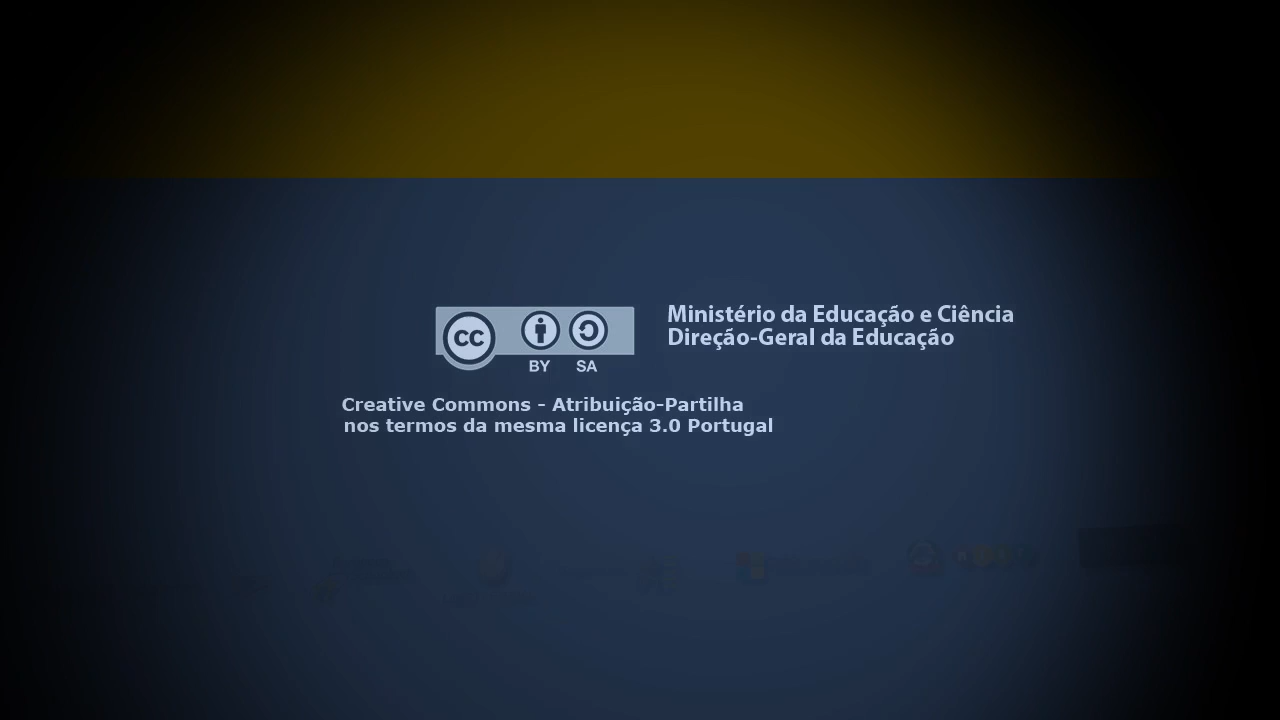 CC
BY SA
Ministério da Educação e Ciência
Direção-Geral da Educação
Creative Commons - Atribuição-Partilha
nos termos da mesma licença 3.0 Portugal